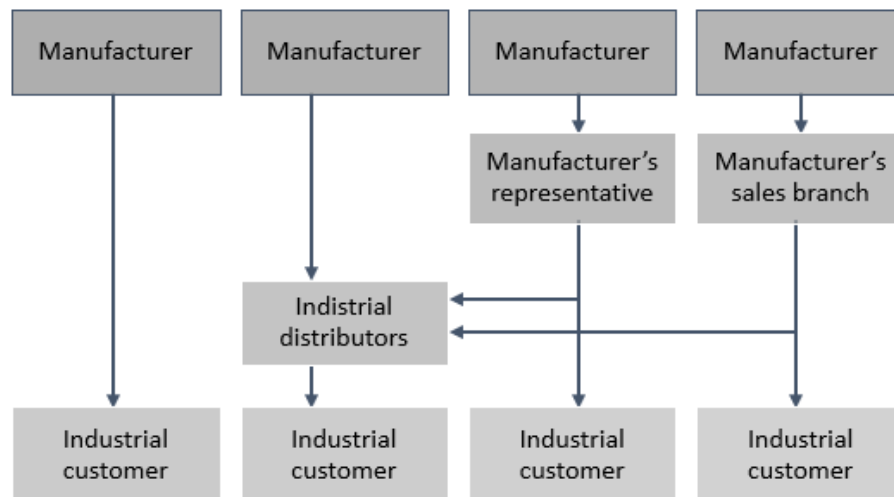 Manufacturer
Manufacturer
Manufacturer
Manufacturer
Manufacturer's
representative
Manufacturer's
sales branch
Indistrial
distributors
Industrial
customer
Industrial
customer
Industrial
customer
Industrial
customer